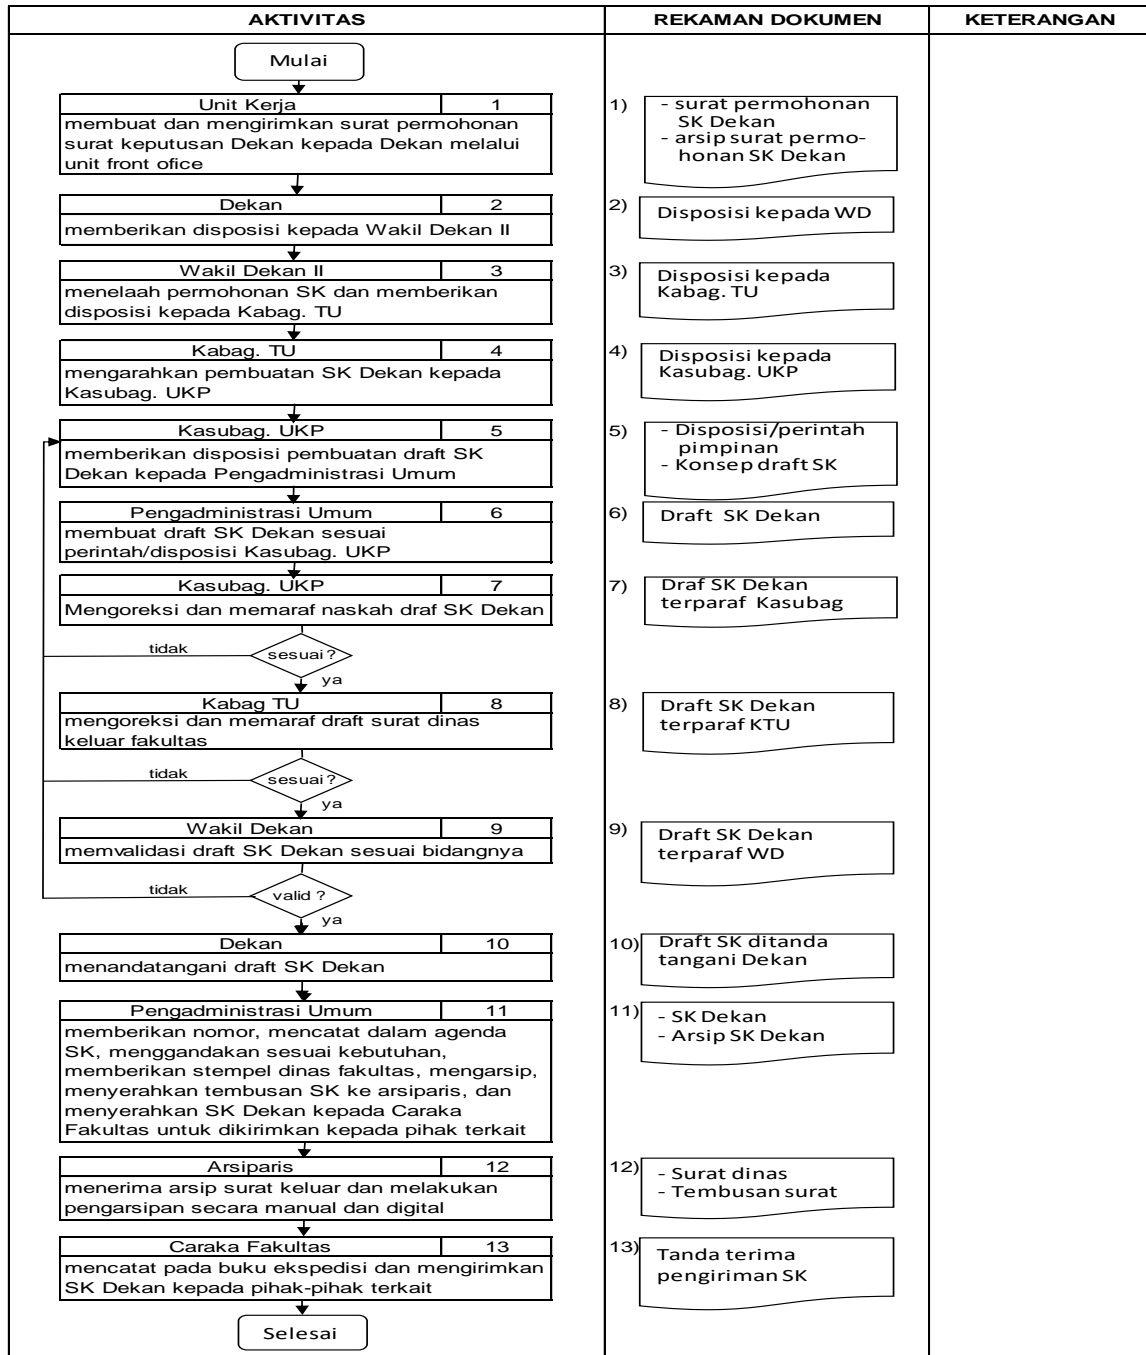 AKTIVITAS
REKAMAN DOKUMEN
KETERANGAN
Mulai
Unit Kerja 1
membuat dan mengirimkan surat permohonan
surat keputusan Dekan kepada Dekan melalui
unit front ofice
1)
- surat permohonan
SK Dekan
- arsip surat permo-
honan SK Dekan
Dekan 2
memberikan disposisi kepada Wakil Dekan II
2)
Disposisi kepada WD
Wakil Dekan II 3
menelaah permohonan SK dan memberikan
disposisi kepada Kabag. TU
3)
Disposisi kepada
Kabag. TU
Kabag. TU 4
mengarahkan pembuatan SK Dekan kepada
Kasubag. UKP
4)
Disposisi kepada
Kasubag. UKP
Kasubag. UKP 5
memberikan disposisi pembuatan draft SK
Dekan kepada Pengadministrasi Umum
5)
- Disposisi/perintah
pimpinan
- Konsep draft SK
Pengadministrasi Umum 6
membuat draft SK Dekan sesuai
perintah/disposisi Kasubag. UKP
6)
Draft SK Dekan
Kasubag. UKP 7
Mengoreksi dan memaraf naskah draf SK Dekan
7)
Draf SK Dekan
terparaf Kasubag
tidak
sesuai?
ya
Kabag TU 8
mengoreksi dan memaraf draft surat dinas
keluar fakultas
8)
Draft SK Dekan
terparaf KTU
tidak
sesuai?
ya
Wakil Dekan 9
memvalidasi draft SK Dekan sesuai bidangnya
9)
Draft SK Dekan
terparaf WD
tidak
valid ?
ya
Dekan 10
menandatangani draft SK Dekan
10)
Draft SK ditanda
tangani Dekan
Pengadministrasi Umum 11
memberikan nomor, mencatat dalam agenda
SK, menggandakan sesuai kebutuhan,
memberikan stempel dinas fakultas, mengarsip,
menyerahkan tembusan SK ke arsiparis, dan
menyerahkan SK Dekan kepada Caraka
Fakultas untuk dikirimkan kepada pihak terkait
11)
- SK Dekan
- Arsip SK Dekan
Arsiparis 12
menerima arsip surat keluar dan melakukan
pengarsipan secara manual dan digital
12)
- Surat dinas
- Tembusan surat
Caraka Fakultas 13
mencatat pada buku ekspedisi dan mengirimkan
SK Dekan kepada pihak-pihak terkait
13)
Tanda terima
pengiriman SK
Selesai